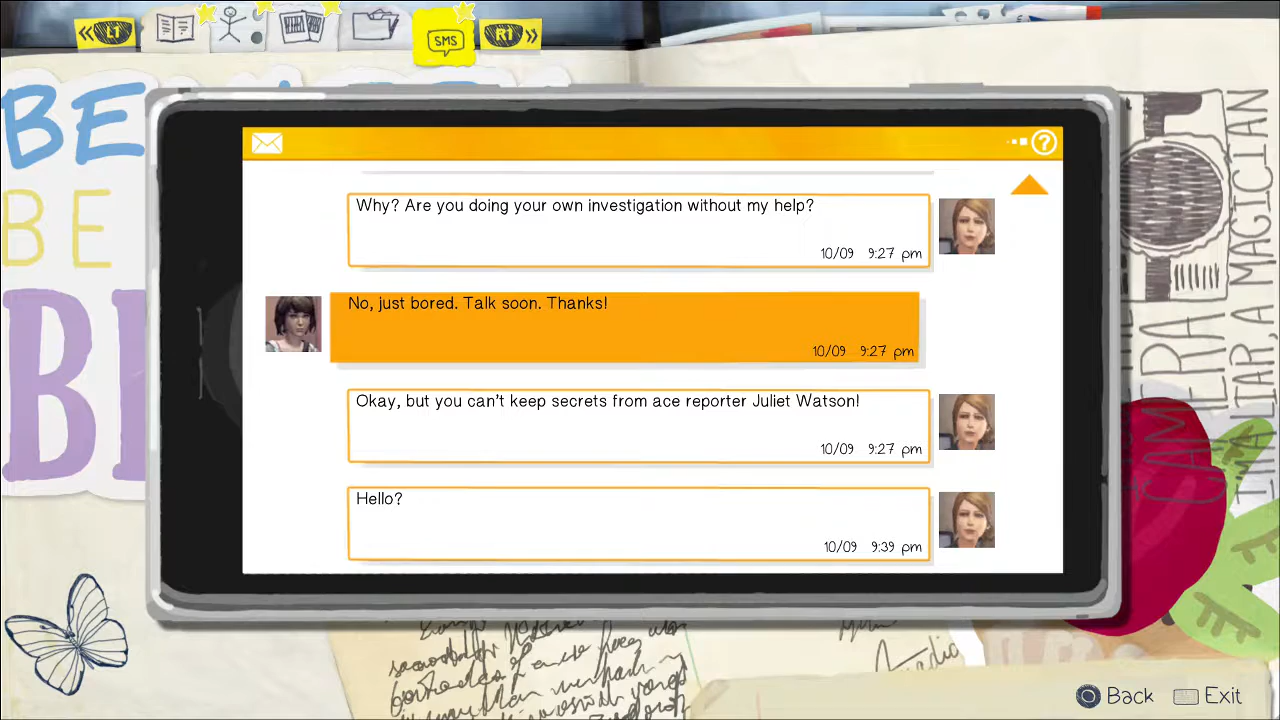 LT
SMS
R1
BE
BE
Why? Are you doing your own investigation without my help?
10/09 9:27 pm
No, just bored. Talk soon. Thanks!
10/09 9:27 pm
Okay, but you can't keep secrets from ace reporter Juliet Watson!
10/09 9:27 pm
Hello?
10/09 9:39 pm
CAMERA
LIAR, A MAGICIAN
Back
Exit